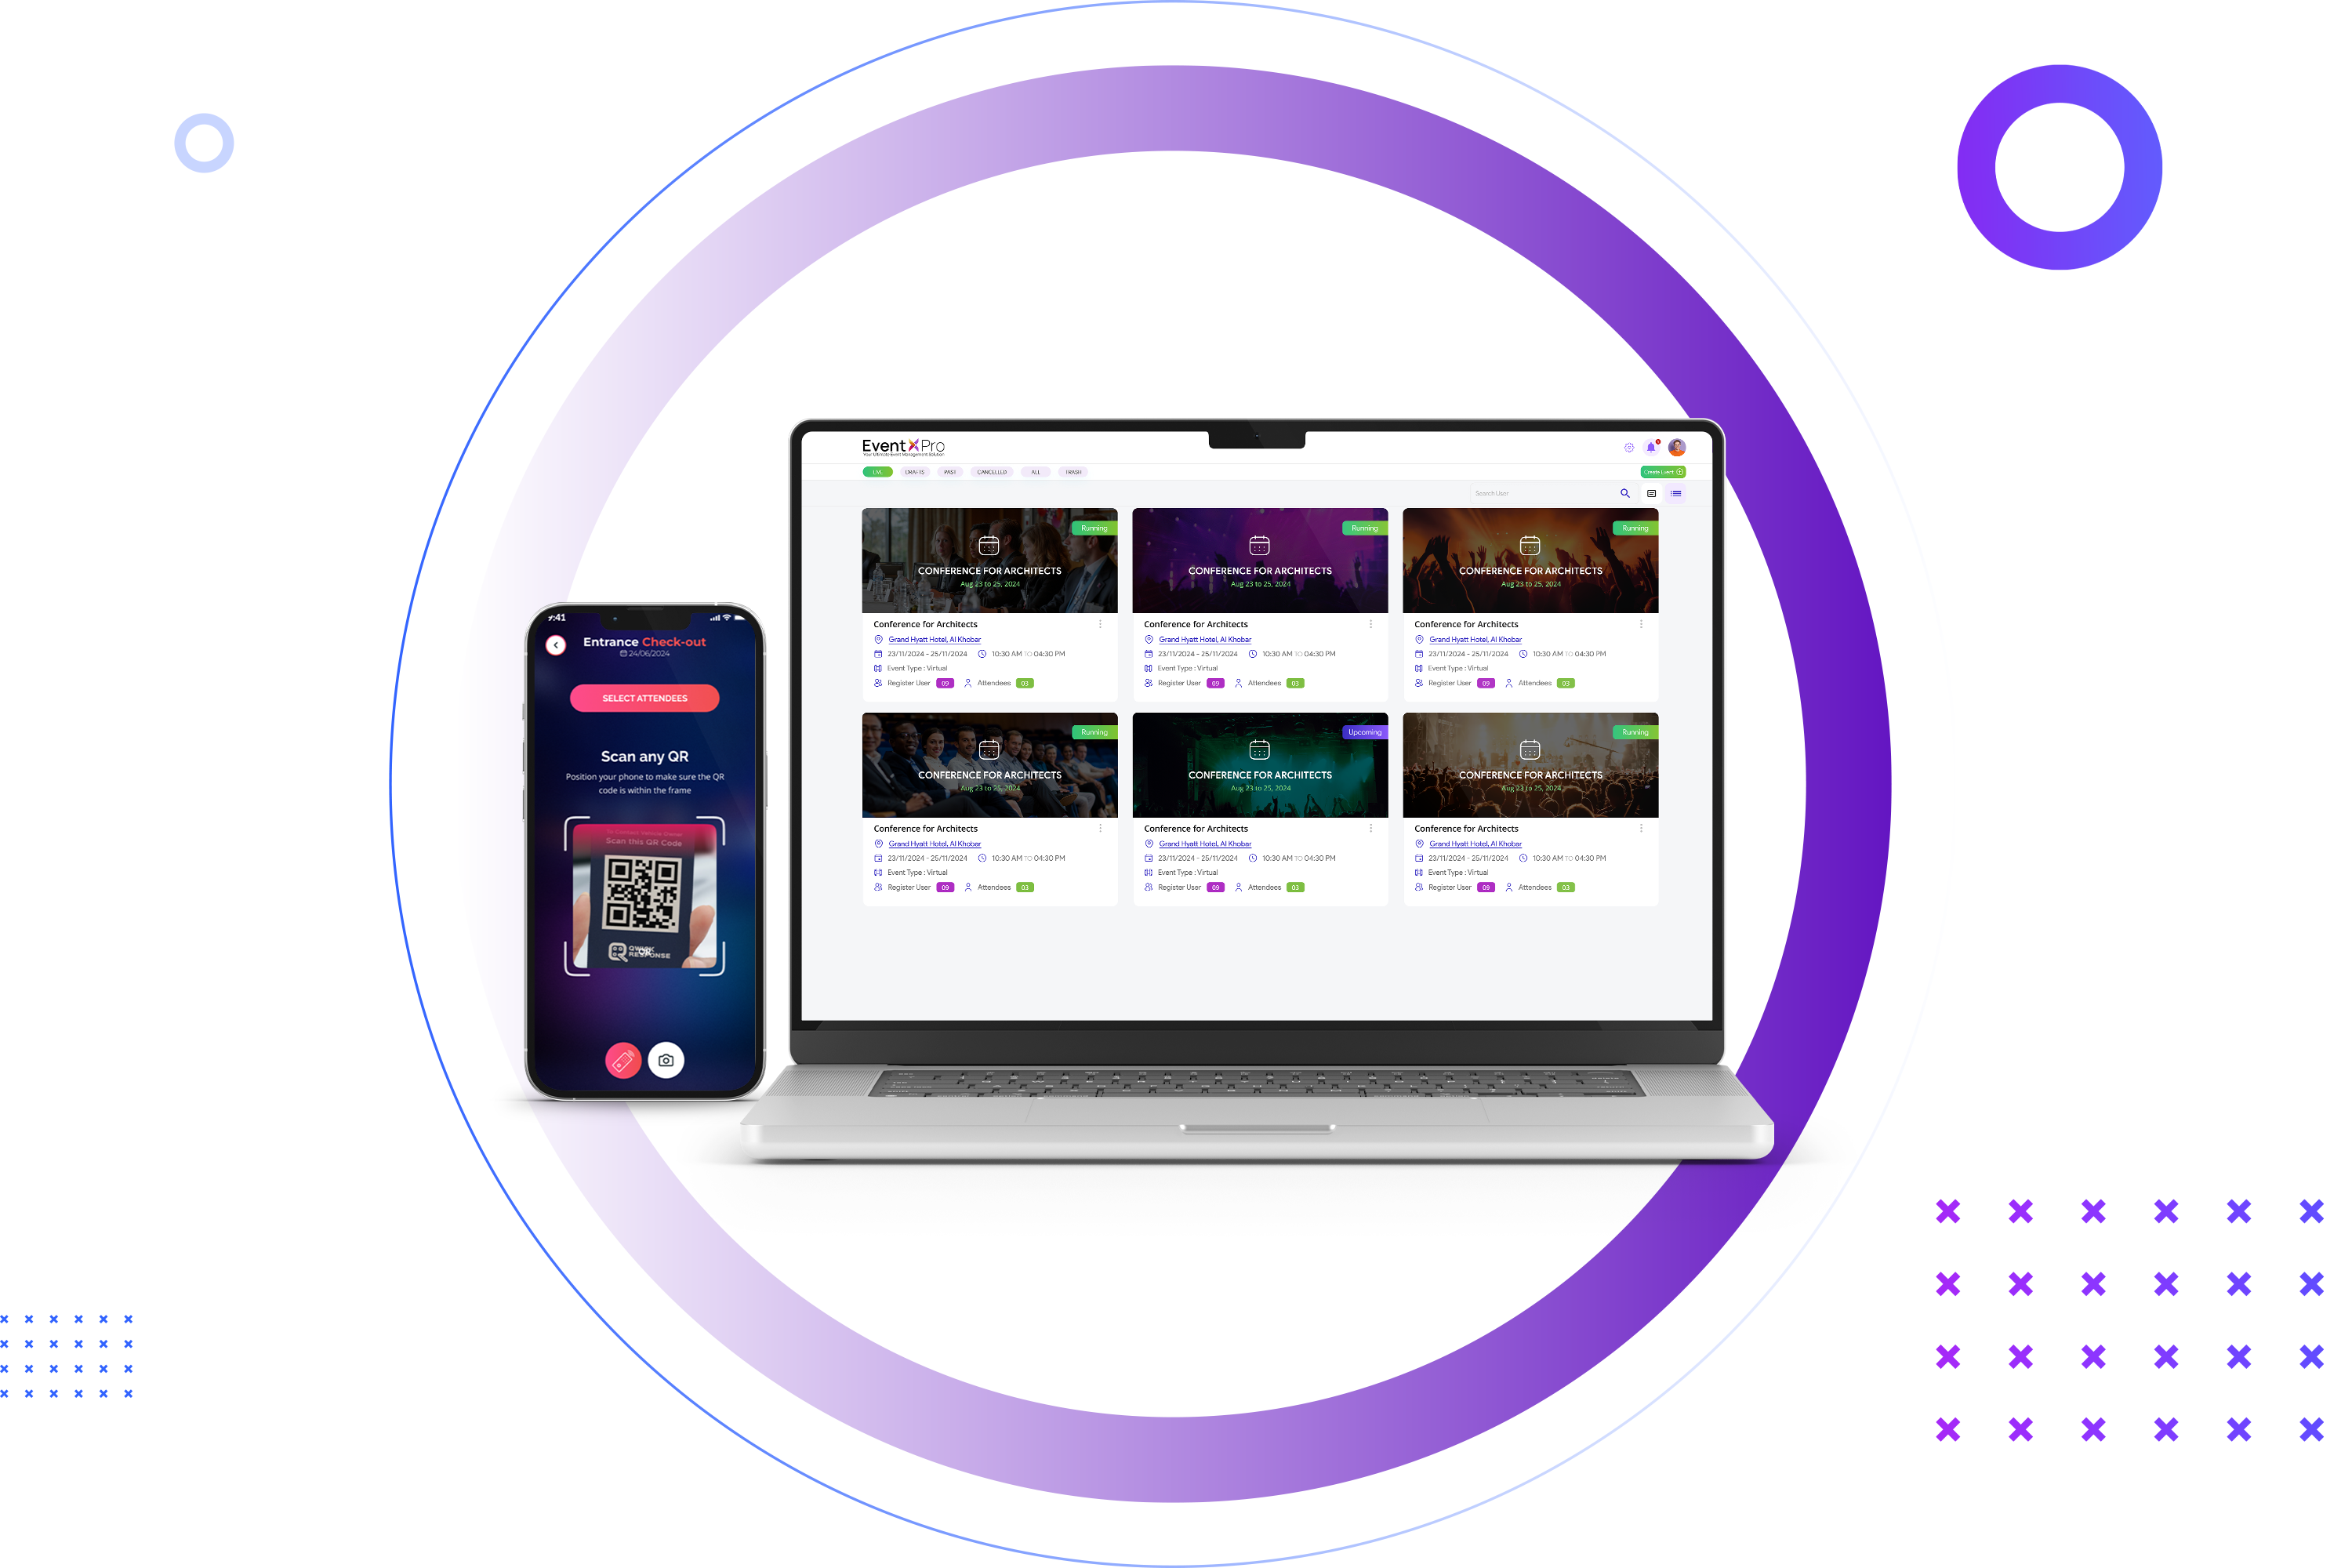 9:41
Entrance Check-out
24/06/2024
SELECT ATTENDEES
Scan any QR
Position your phone to make sure the QR
code is within the frame
Scan this QR Code
RESPONSE
EventXPro
Your Ultimate Event Management Solution
LIVE DRAFTS PAST CANCELLED ALL TRASH
Create Event
Search User
Running
CONFERENCE FOR ARCHITECTS
Aug 23 to 25, 2024
Conference for Architects
Grand Hyatt Hotel, Al Khobar
23/11/2024 - 25/11/2024 10:30 AM TO 04:30 PM
Event Type : Virtual
Register User 09 Attendees 03
Running
CONFERENCE FOR ARCHITECTS
Aug 23 to 25, 2024
Conference for Architects
Grand Hyatt Hotel, Al Khobar
23/11/2024 - 25/11/2024 10:30 AM TO 04:30 PM
Event Type : Virtual
Register User 09 Attendees 03
Running
CONFERENCE FOR ARCHITECTS
Aug 23 to 25, 2024
Conference for Architects
Grand Hyatt Hotel, Al Khobar
23/11/2024 - 25/11/2024 10:30 AM TO 04:30 PM
Event Type : Virtual
Register User 09 Attendees 03
Running
CONFERENCE FOR ARCHITECTS
Aug 23 to 25, 2024
Conference for Architects
Grand Hyatt Hotel, Al Khobar
23/11/2024 - 25/11/2024 10:30 AM TO 04:30 PM
Event Type : Virtual
Register User 09 Attendees 03
Upcoming
CONFERENCE FOR ARCHITECTS
Aug 23 to 25, 2024
Conference for Architects
Grand Hyatt Hotel, Al Khobar
23/11/2024 - 25/11/2024 10:30 AM TO 04:30 PM
Event Type : Virtual
Register User 09 Attendees 03
Running
CONFERENCE FOR ARCHITECTS
Aug 23 to 25, 2024
Conference for Architects
Grand Hyatt Hotel, Al Khobar
23/11/2024 - 25/11/2024 10:30 AM TO 04:30 PM
Event Type : Virtual
Register User 09 Attendees 03